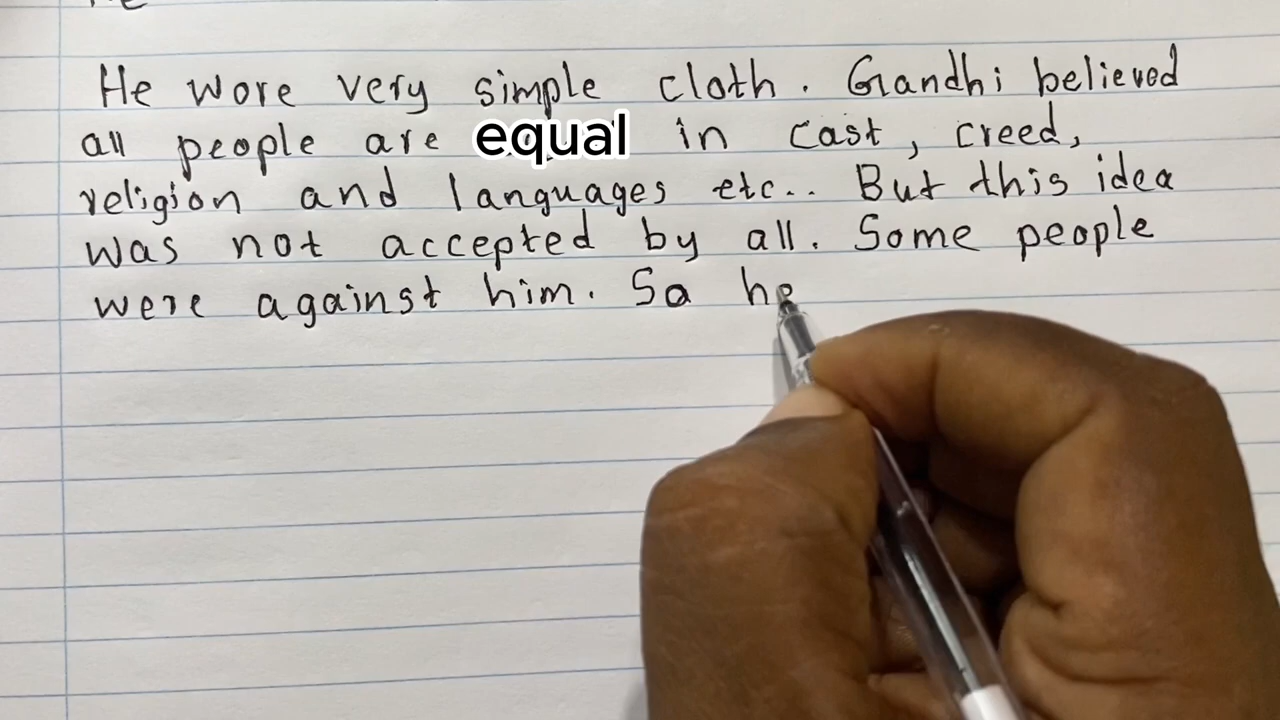 He wore very simple cloth. Gandhi believed
all people are equal in cast, creed,
religion and languages etc.. But this idea
was not accepted by all. Some people
were against him. So he